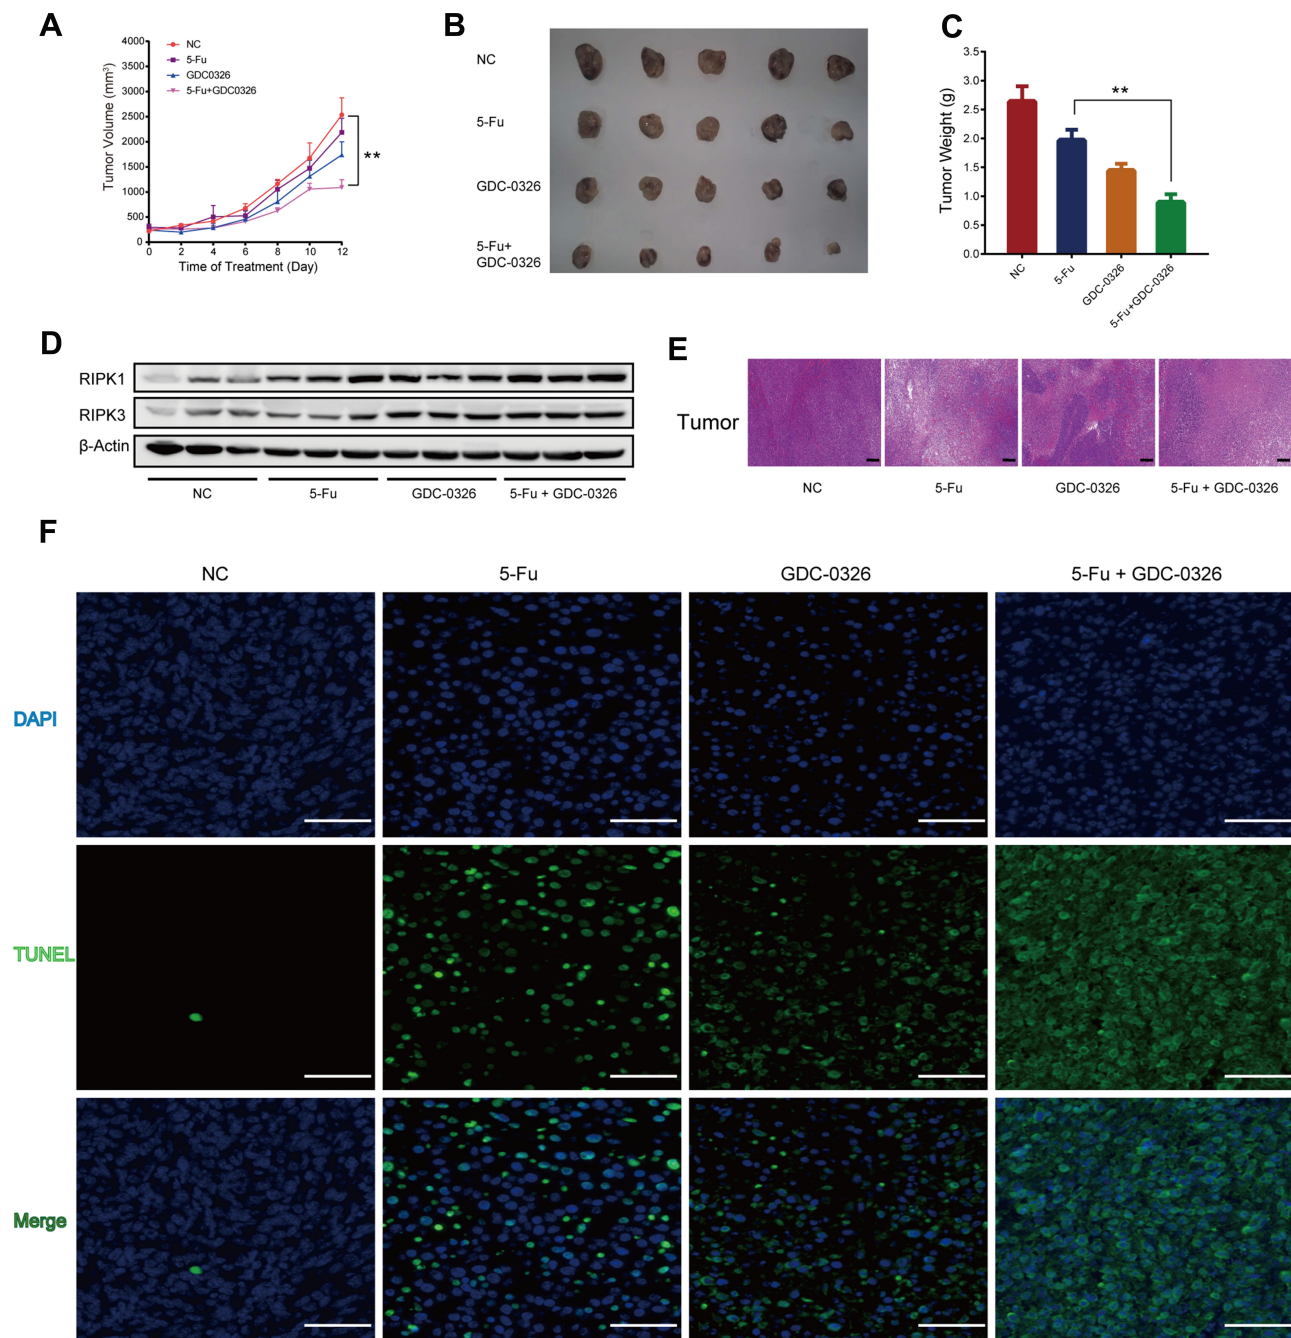 A
Tumor Volume (mm³)
4000
3500
3000
2500
2000
1500
1000
500
0
0 2 4 6 8 10 12
Time of Treatment (Day)
NC
5-Fu
GDC0326
5-Fu+GDC0326
**
B
NC
5-Fu
GDC-0326
5-Fu+
GDC-0326
C
Tumor Weight (g)
3.5
3.0
2.5
2.0
1.5
1.0
0.5
0.0
**
NC
5-Fu
GDC-0326
5-Fu+GDC-0326
D
RIPK1
RIPK3
β-Actin
NC 5-Fu GDC-0326 5-Fu + GDC-0326
E
Tumor
NC 5-Fu GDC-0326 5-Fu + GDC-0326
F
NC 5-Fu GDC-0326 5-Fu + GDC-0326
DAPI
TUNEL
Merge